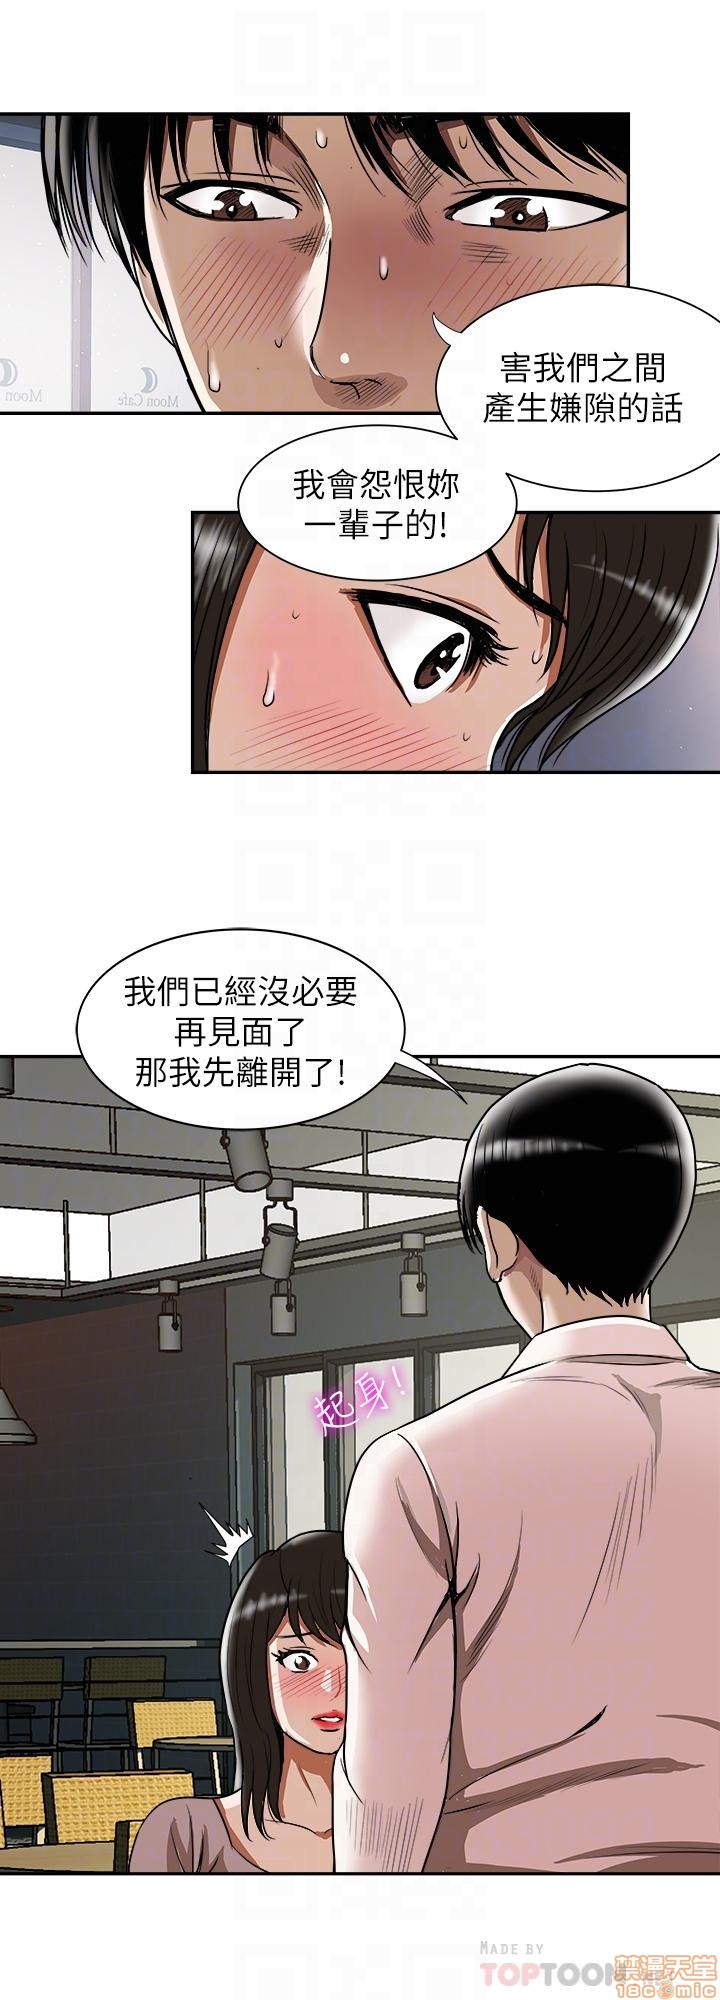 Moon
Moon Cafe
害我們之間
產生嫌隙的話
我會怨恨妳
一輩子的!
我們已經沒必要
再見面了
那我先離開了!
起身!
MADE BY
TOPTOON
禁漫天堂
18comic